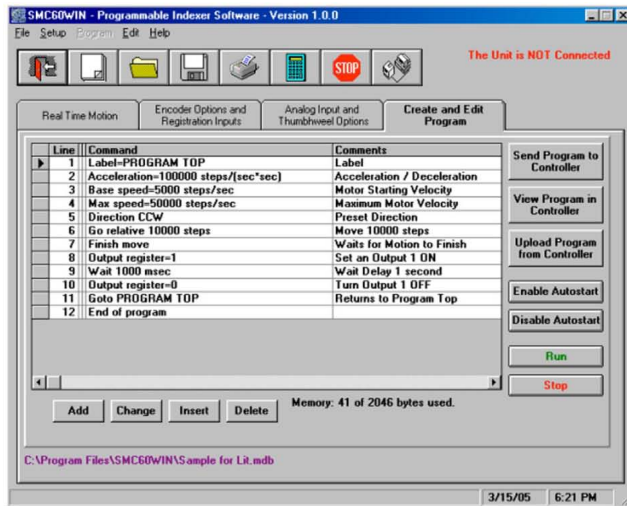 SMC60WIN - Programmable Indexer Software - Version 1.0.0
File Setup Program Edit Help
STOP
The Unit is NOT Connected
Real Time Motion
Encoder Options and Registration Inputs
Analog Input and Thumbhweel Options
Create and Edit Program
Line Command Comments
1 Label=PROGRAM TOP Label
2 Acceleration=100000 steps/(sec*sec) Acceleration / Deceleration
3 Base speed=5000 steps/sec Motor Starting Velocity
4 Max speed=50000 steps/sec Maximum Motor Velocity
5 Direction CCW Preset Direction
6 Go relative 10000 steps Move 10000 steps
7 Finish move Waits for Motion to Finish
8 Output register=1 Set an Output 1 ON
9 Wait 1000 msec Wait Delay 1 second
10 Output register=0 Turn Output 1 OFF
11 Goto PROGRAM TOP Returns to Program Top
12 End of program
Send Program to Controller
View Program in Controller
Upload Program from Controller
Enable Autostart
Disable Autostart
Run
Stop
Add Change Insert Delete
Memory: 41 of 2046 bytes used.
C:\Program Files\SMC60WIN\Sample for Lit.mdb
3/15/05 6:21 PM